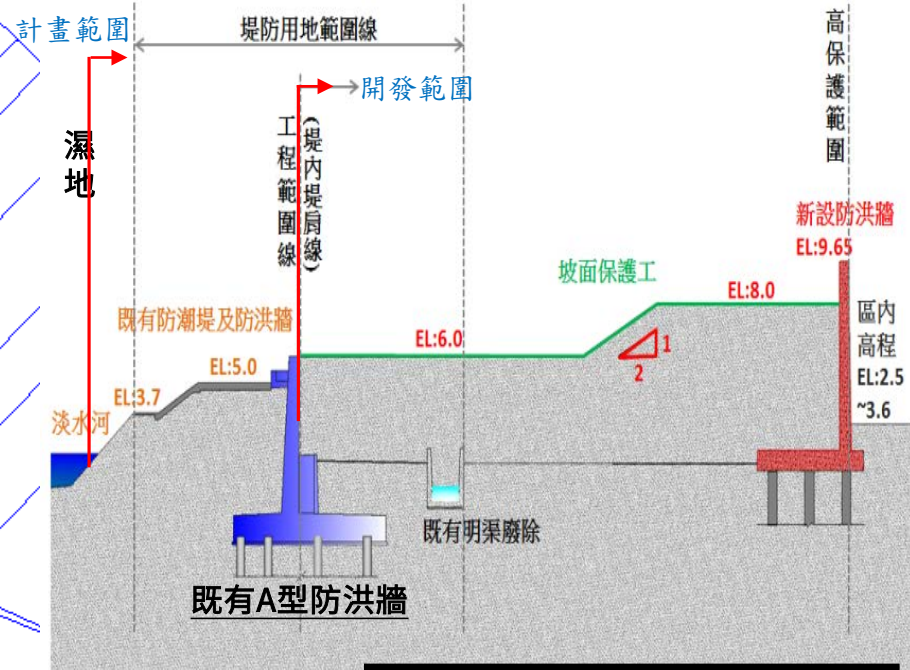 計畫範圍
堤防用地範圍線
高保護範圍
開發範圍
濕地
工程範圍線
(堤內堤肩線)
新設防洪牆
EL:9.65
坡面保護工
EL:8.0
既有防潮堤及防洪牆
EL:6.0
區內
高程
EL:2.5
~3.6
1
2
EL:5.0
EL:3.7
淡水河
既有明渠廢除
既有A型防洪牆